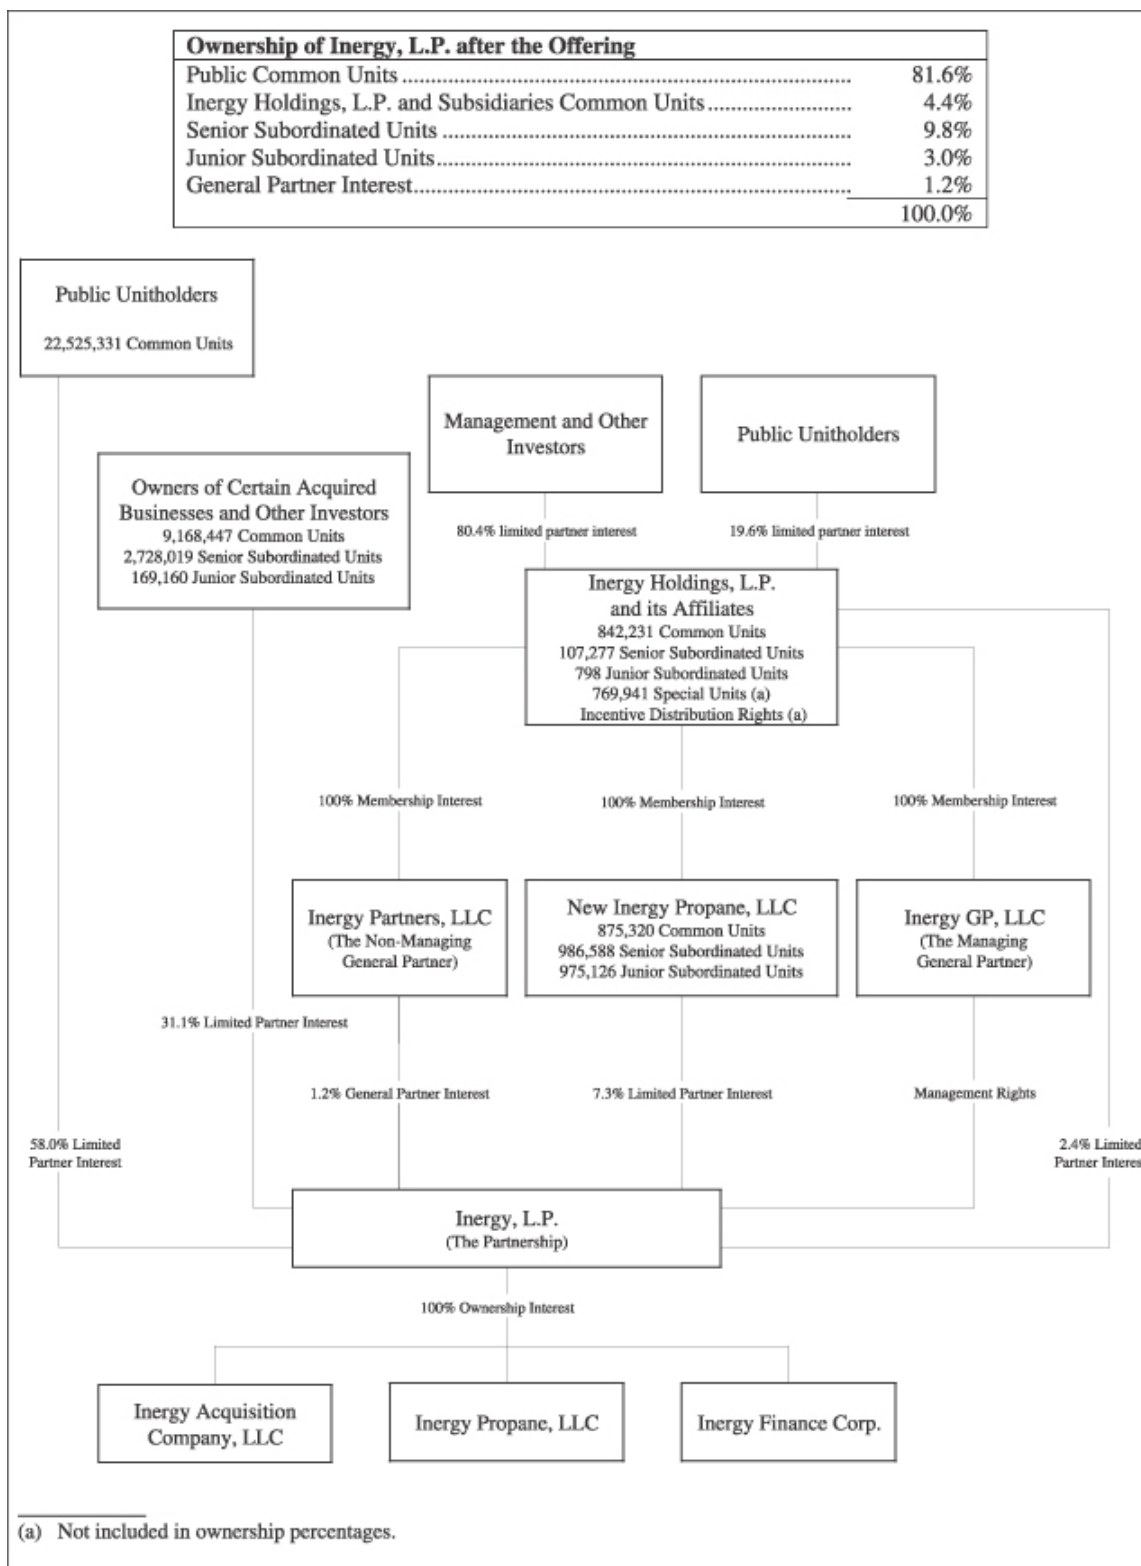 Ownership of Inergy, L.P. after the Offering
Public Common Units ........ 81.6%
Inergy Holdings, L.P. and Subsidiaries Common Units ........ 4.4%
Senior Subordinated Units ........ 9.8%
Junior Subordinated Units ........ 3.0%
General Partner Interest ........ 1.2%
100.0%
Public Unitholders
22,525,331 Common Units
Management and Other
Investors
Public Unitholders
Owners of Certain Acquired
Businesses and Other Investors
9,168,447 Common Units
2,728,019 Senior Subordinated Units
169,160 Junior Subordinated Units
80.4% limited partner interest
19.6% limited partner interest
Inergy Holdings, L.P.
and its Affiliates
842,231 Common Units
107,277 Senior Subordinated Units
798 Junior Subordinated Units
769,941 Special Units (a)
Incentive Distribution Rights (a)
100% Membership Interest
100% Membership Interest
100% Membership Interest
Inergy Partners, LLC
(The Non-Managing
General Partner)
New Inergy Propane, LLC
875,320 Common Units
986,588 Senior Subordinated Units
975,126 Junior Subordinated Units
Inergy GP, LLC
(The Managing
General Partner)
31.1% Limited Partner Interest
1.2% General Partner Interest
7.3% Limited Partner Interest
Management Rights
58.0% Limited
Partner Interest
2.4% Limited
Partner Interest
Inergy, L.P.
(The Partnership)
100% Ownership Interest
Inergy Acquisition
Company, LLC
Inergy Propane, LLC
Inergy Finance Corp.
(a) Not included in ownership percentages.